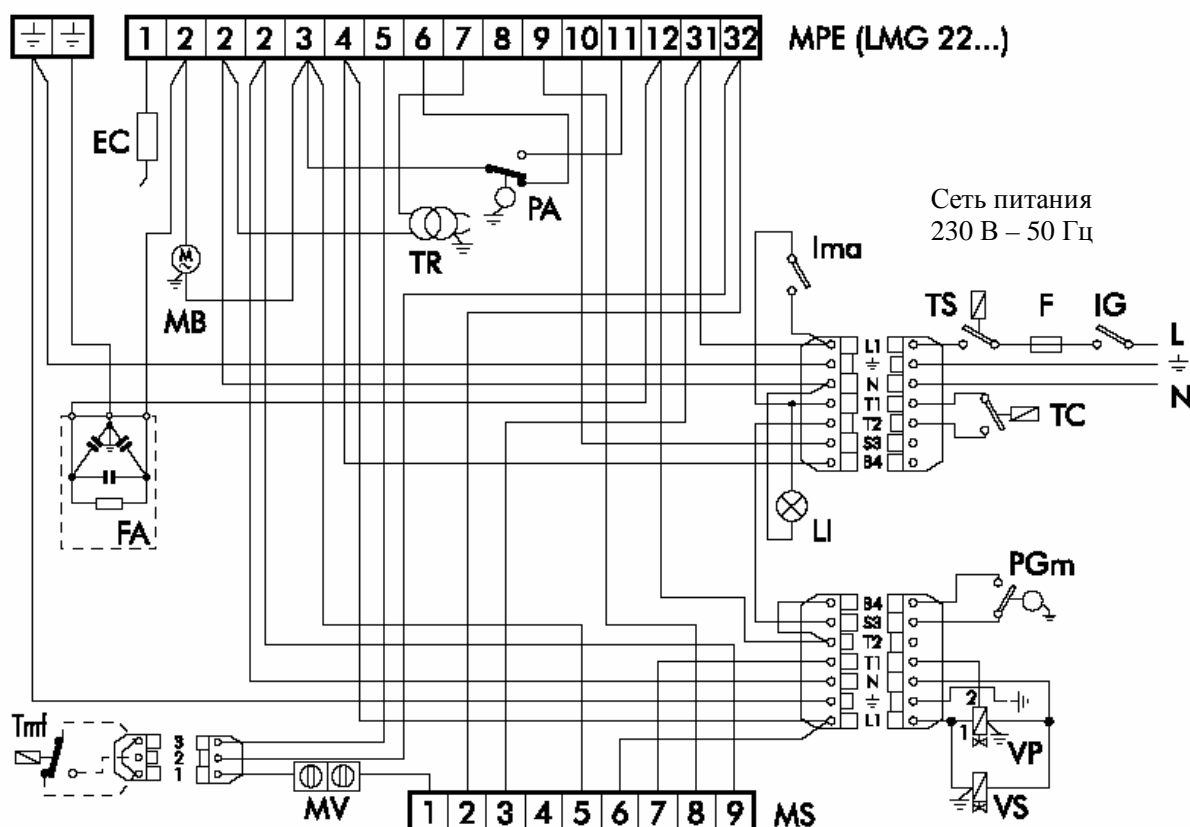 1 2 2 2 3 4 5 6 7 8 9 10 11 12 31 32 MPE (LMG 22...)
EC
PA
TR
MB
FA
Сеть питания
230 В – 50 Гц
Ima
TS F IG
L
N
TC
L1
N
T1
T2
S3
B4
LI
PGm
B4
S3
T2
T1
N
L1
2
1
VP
VS
Tmf
3
2
1
MV
1 2 3 4 5 6 7 8 9 MS